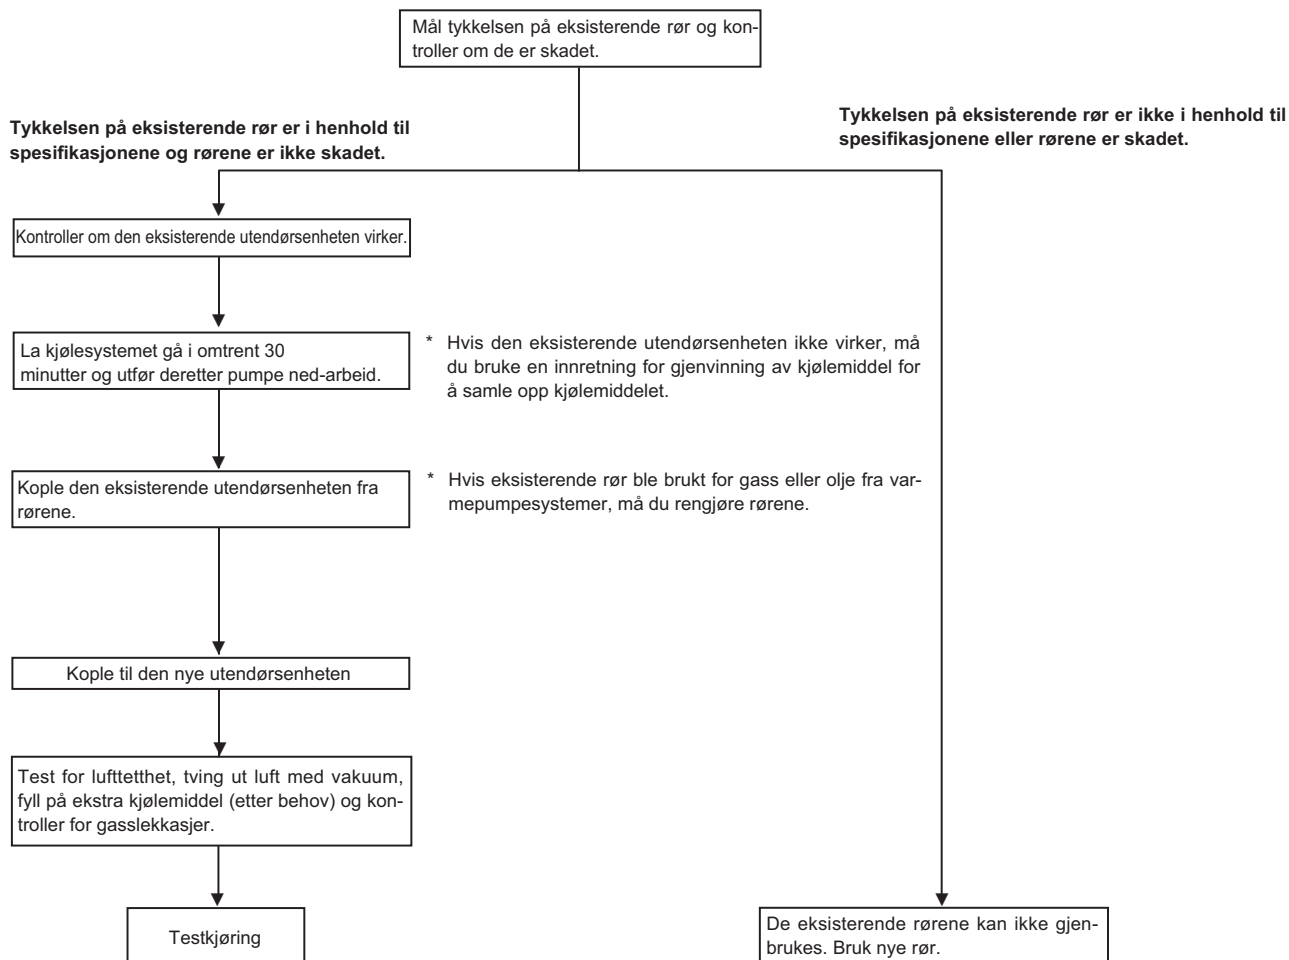 Mål tykkelsen på eksisterende rør og kon-
troller om de er skadet.
Tykkelsen på eksisterende rør er i henhold til
spesifikasjonene og rørene er ikke skadet.
Tykkelsen på eksisterende rør er ikke i henhold til
spesifikasjonene eller rørene er skadet.
Kontroller om den eksisterende utendørsenheten virker.
La kjølesystemet gå i omtrent 30
minutter og utfør deretter pumpe ned-arbeid.
* Hvis den eksisterende utendørsenheten ikke virker, må
du bruke en innretning for gjenvinning av kjølemiddel for
å samle opp kjølemiddelet.
Kople den eksisterende utendørsenheten fra
rørene.
* Hvis eksisterende rør ble brukt for gass eller olje fra var-
mepumpesystemer, må du rengjøre rørene.
Kople til den nye utendørsenheten
Test for lufttetthet, tving ut luft med vakuum,
fyll på ekstra kjølemiddel (etter behov) og kon-
troller for gasslekkasjer.
Testkjøring
De eksisterende rørene kan ikke gjen-
brukes. Bruk nye rør.